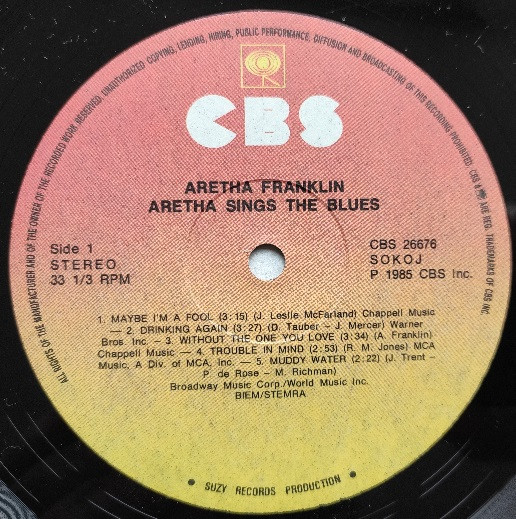 ALL RIGHTS OF THE MANUFACTURER AND OF THE OWNER OF THE RECORDED WORK RESERVED. UNAUTHORIZED COPYING, LENDING, HIRING, PUBLIC PERFORMANCE, DIFFUSION AND BROADCASTING OF THIS RECORDING PROHIBITED. CBS & ARE REG. TRADEMARKS OF CBS INC.
CBS
ARETHA FRANKLIN
ARETHA SINGS THE BLUES
Side 1
STEREO
33 1/3 RPM
CBS 26676
SOKOJ
P 1985 CBS Inc.
1. MAYBE I'M A FOOL (3:15) (J. Leslie McFarland) Chappell Music
— 2. DRINKING AGAIN (3:27) (D. Tauber – J. Mercer) Warner
Bros. Inc. — 3. WITHOUT THE ONE YOU LOVE (3:34) (A. Franklin)
Chappell Music — 4. TROUBLE IN MIND (2:53) (R. M. Jones) MCA
Music, A Div. of MCA, Inc. — 5. MUDDY WATER (2:22) (J. Trent –
P. de Rose – M. Richman)
Broadway Music Corp./World Music Inc.
BIEM/STEMRA
• SUZY RECORDS PRODUCTION •